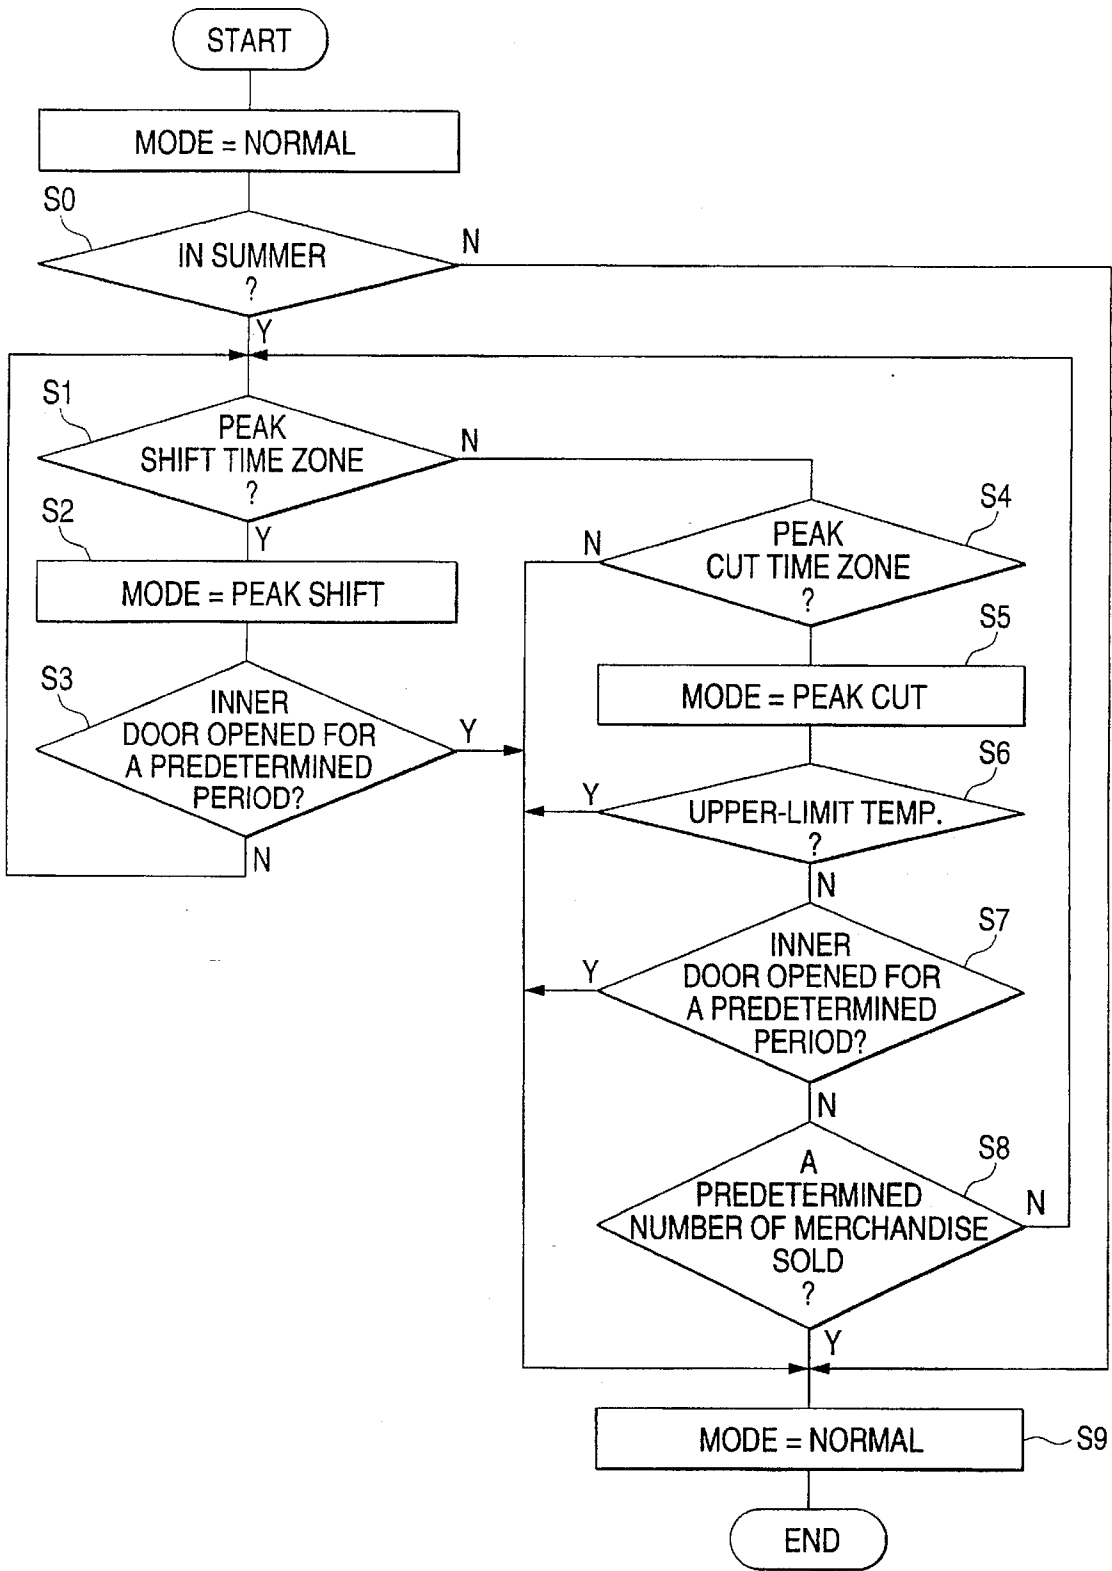 START
MODE = NORMAL
S0
IN SUMMER
?
N
Y
S1
PEAK
SHIFT TIME ZONE
?
N
Y
S2
MODE = PEAK SHIFT
S3
INNER
DOOR OPENED FOR
A PREDETERMINED
PERIOD?
Y
N
S4
PEAK
CUT TIME ZONE
?
N
S5
MODE = PEAK CUT
S6
UPPER-LIMIT TEMP.
?
Y
N
S7
INNER
DOOR OPENED FOR
A PREDETERMINED
PERIOD?
Y
N
S8
A
PREDETERMINED
NUMBER OF MERCHANDISE
SOLD
?
N
Y
MODE = NORMAL
S9
END